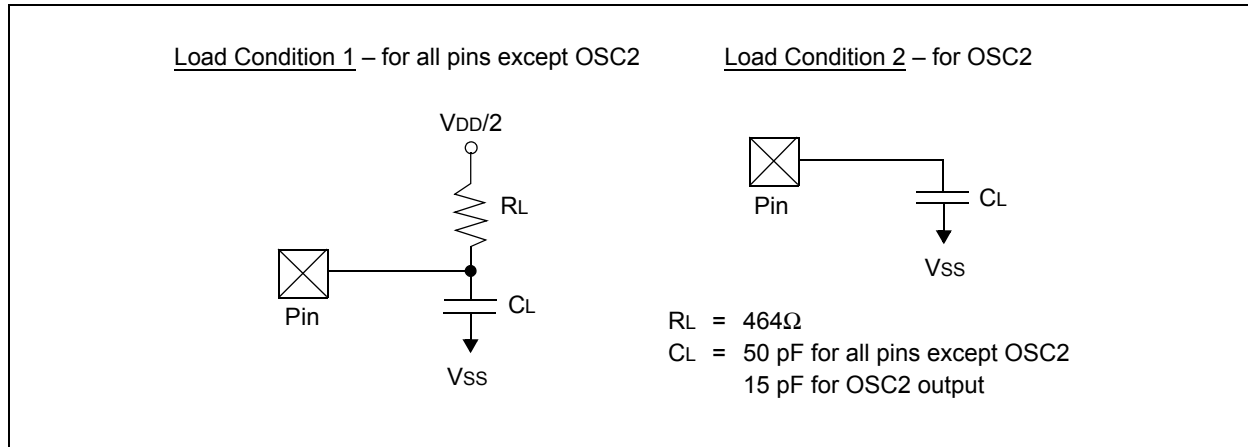 Load Condition 1 – for all pins except OSC2
VDD/2
RL
Pin
CL
VSS
Load Condition 2 – for OSC2
Pin
CL
VSS
RL = 464Ω
CL = 50 pF for all pins except OSC2
15 pF for OSC2 output